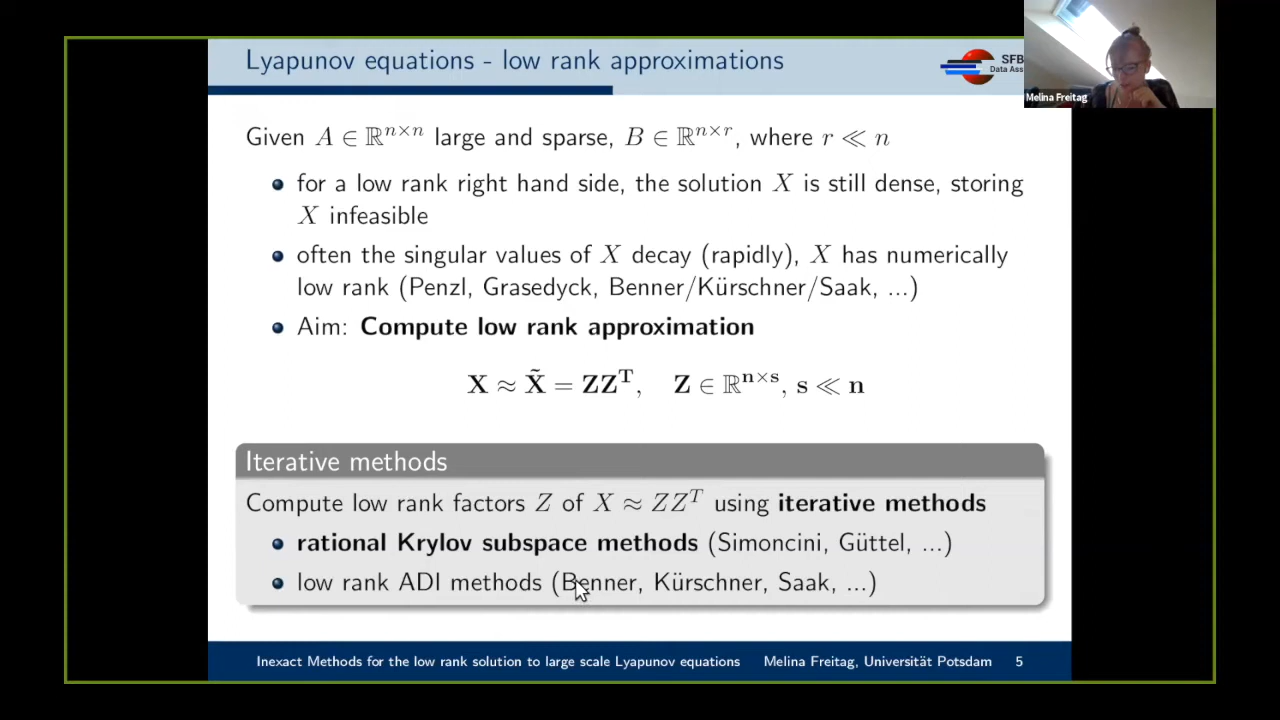 Lyapunov equations - low rank approximations
SFB
Data Ass
Melina Freitag
Given A ∈ ℝ^{n×n} large and sparse, B ∈ ℝ^{n×r}, where r ≪ n
for a low rank right hand side, the solution X is still dense, storing
X infeasible
often the singular values of X decay (rapidly), X has numerically
low rank (Penzl, Grasedyck, Benner/Kürschner/Saak, ...)
Aim: Compute low rank approximation
X ≈ X̃ = ZZ^T, Z ∈ ℝ^{n×s}, s ≪ n
Iterative methods
Compute low rank factors Z of X ≈ ZZ^T using iterative methods
rational Krylov subspace methods (Simoncini, Güttel, ...)
low rank ADI methods (Benner, Kürschner, Saak, ...)
Inexact Methods for the low rank solution to large scale Lyapunov equations Melina Freitag, Universität Potsdam 5